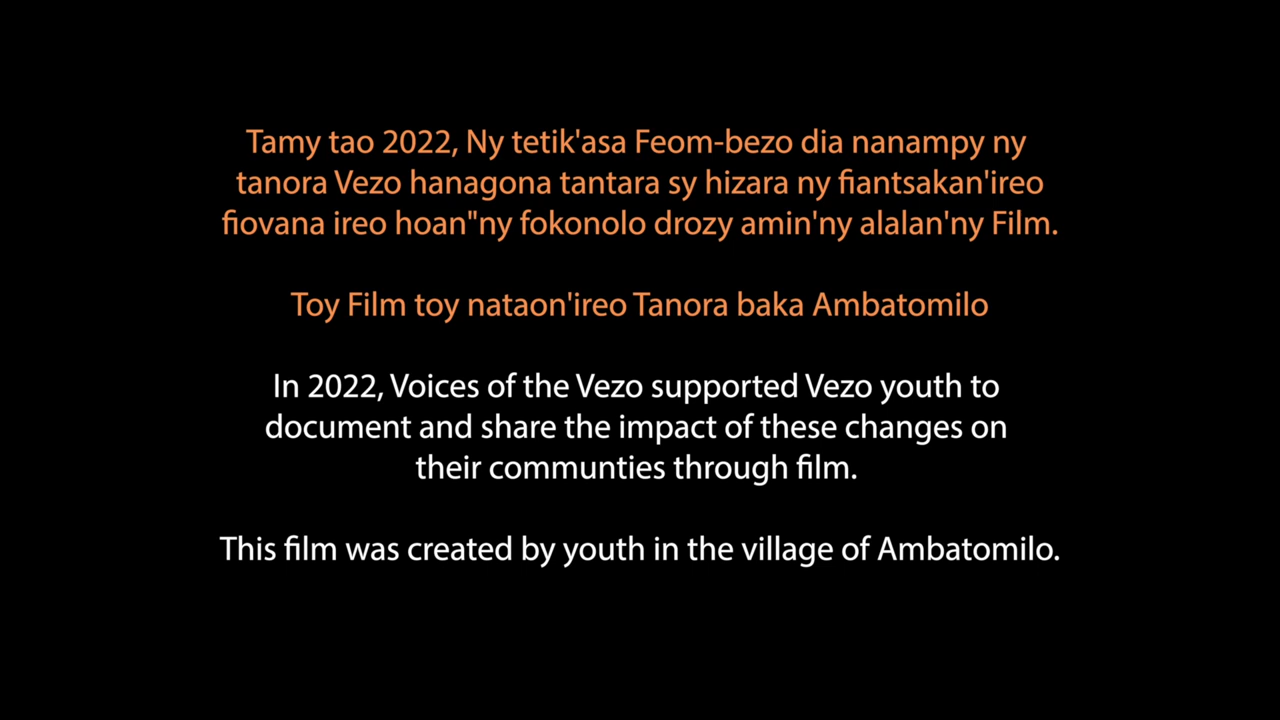 Tamy tao 2022, Ny tetik'asa Feom-bezo dia nanampy ny
tanora Vezo hanagona tantara sy hizara ny fiantsakan'ireo
fiovana ireo hoan"ny fokonolo drozy amin'ny alalan'ny Film.
Toy Film toy nataon'ireo Tanora baka Ambatomilo
In 2022, Voices of the Vezo supported Vezo youth to
document and share the impact of these changes on
their communties through film.
This film was created by youth in the village of Ambatomilo.